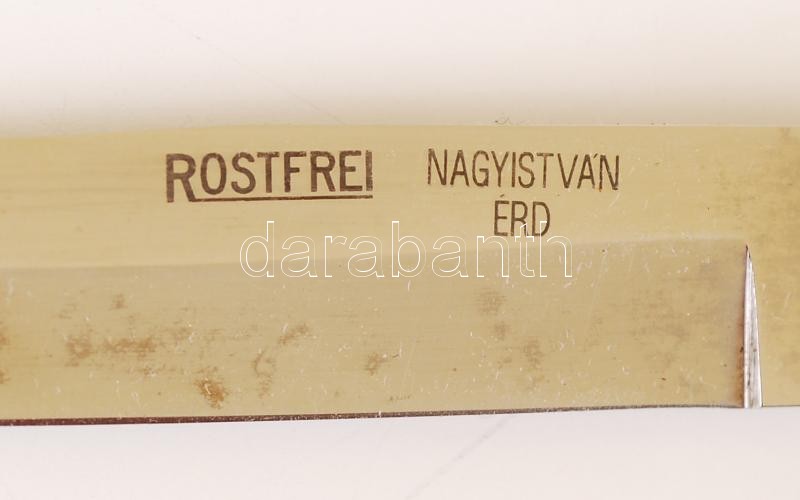 ROSTFREI NAGYISTVÁN
ÉRD
darabanth